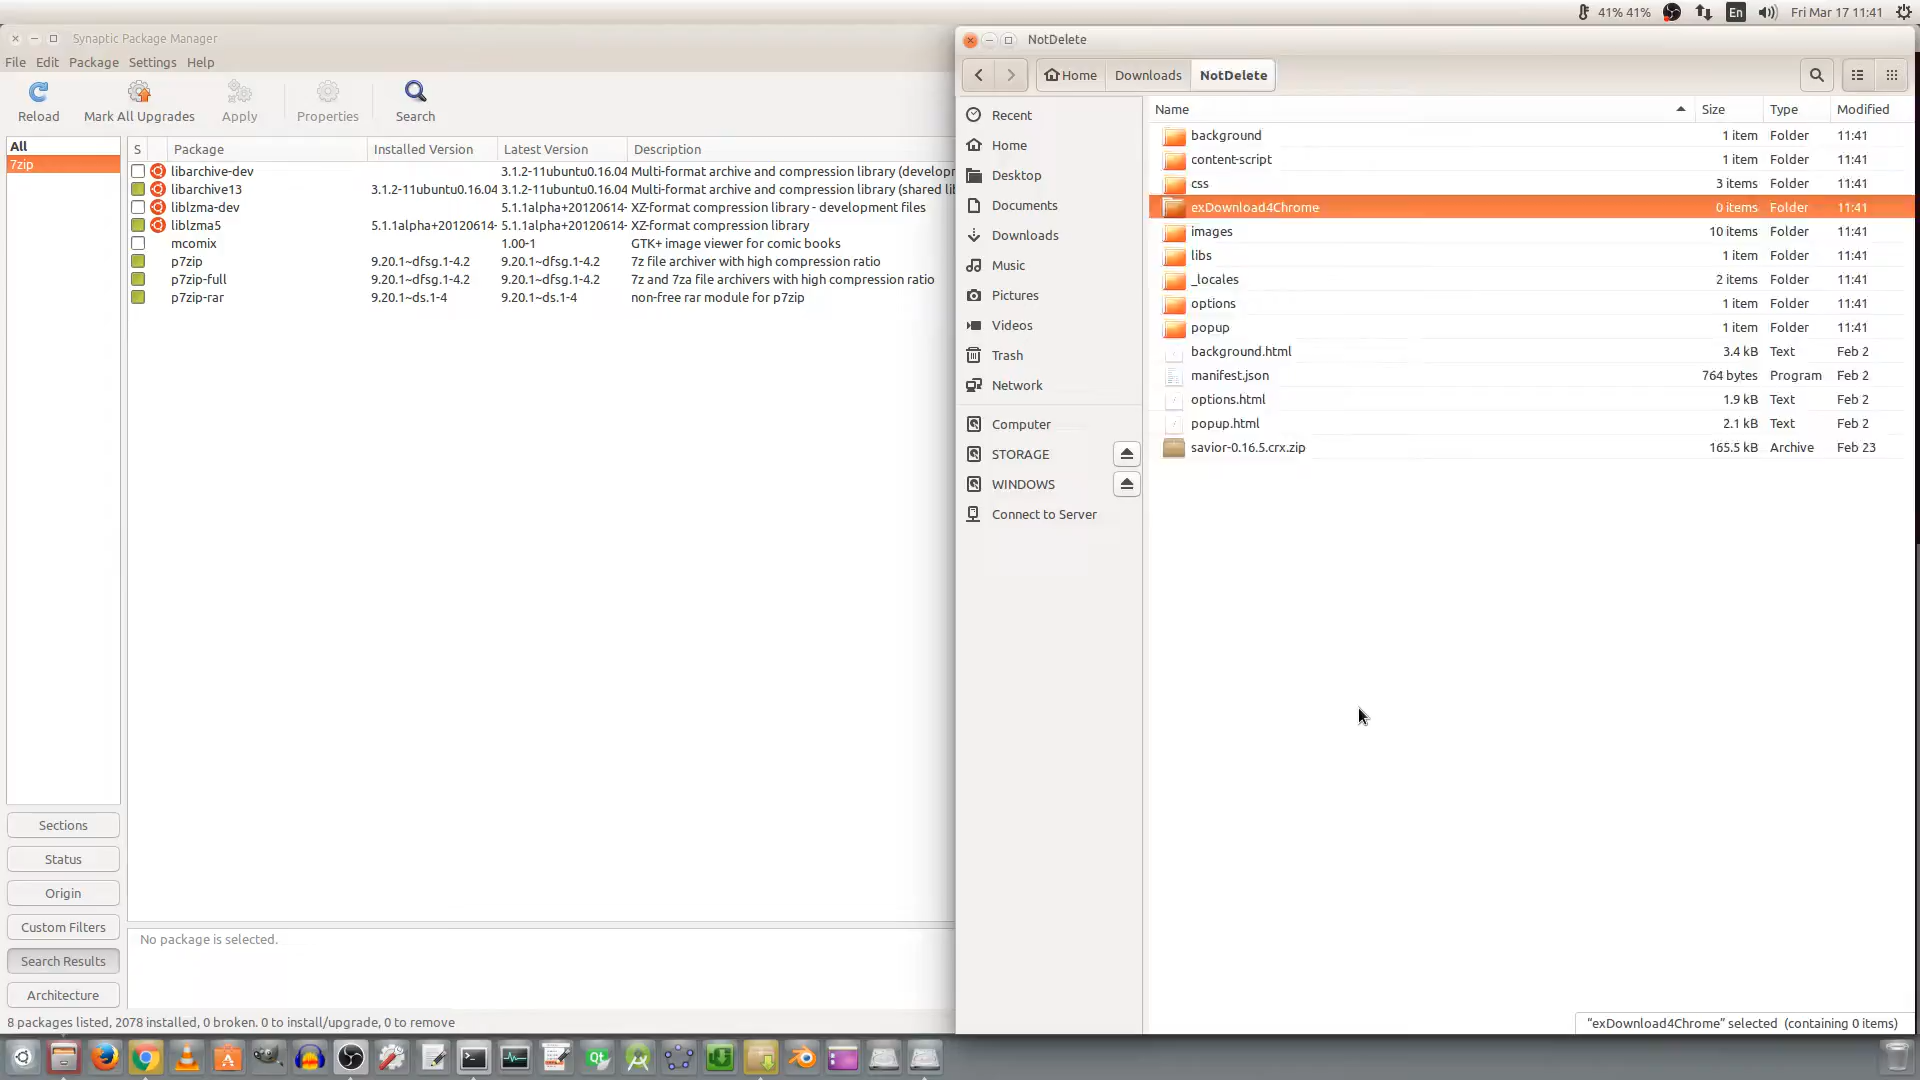 41% 41% En Fri Mar 17 11:41
Synaptic Package Manager
File Edit Package Settings Help
Reload Mark All Upgrades Apply Properties Search
All
7zip
S Package Installed Version Latest Version Description
libarchive-dev 3.1.2-11ubuntu0.16.04 Multi-format archive and compression library (develop
libarchive13 3.1.2-11ubuntu0.16.04 3.1.2-11ubuntu0.16.04 Multi-format archive and compression library (shared lib
liblzma-dev 5.1.1alpha+20120614- XZ-format compression library - development files
liblzma5 5.1.1alpha+20120614- 5.1.1alpha+20120614- XZ-format compression library
mcomix 1.00-1 GTK+ image viewer for comic books
p7zip 9.20.1~dfsg.1-4.2 9.20.1~dfsg.1-4.2 7z file archiver with high compression ratio
p7zip-full 9.20.1~dfsg.1-4.2 9.20.1~dfsg.1-4.2 7z and 7za file archivers with high compression ratio
p7zip-rar 9.20.1~ds.1-4 9.20.1~ds.1-4 non-free rar module for p7zip
Sections
Status
Origin
Custom Filters
Search Results
Architecture
No package is selected.
8 packages listed, 2078 installed, 0 broken. 0 to install/upgrade, 0 to remove
NotDelete
Home Downloads NotDelete
Recent
Home
Desktop
Documents
Downloads
Music
Pictures
Videos
Trash
Network
Computer
STORAGE
WINDOWS
Connect to Server
Name Size Type Modified
background 1 item Folder 11:41
content-script 1 item Folder 11:41
css 3 items Folder 11:41
exDownload4Chrome 0 items Folder 11:41
images 10 items Folder 11:41
libs 1 item Folder 11:41
_locales 2 items Folder 11:41
options 1 item Folder 11:41
popup 1 item Folder 11:41
background.html 3.4 kB Text Feb 2
manifest.json 764 bytes Program Feb 2
options.html 1.9 kB Text Feb 2
popup.html 2.1 kB Text Feb 2
savior-0.16.5.crx.zip 165.5 kB Archive Feb 23
“exDownload4Chrome” selected (containing 0 items)
Qt